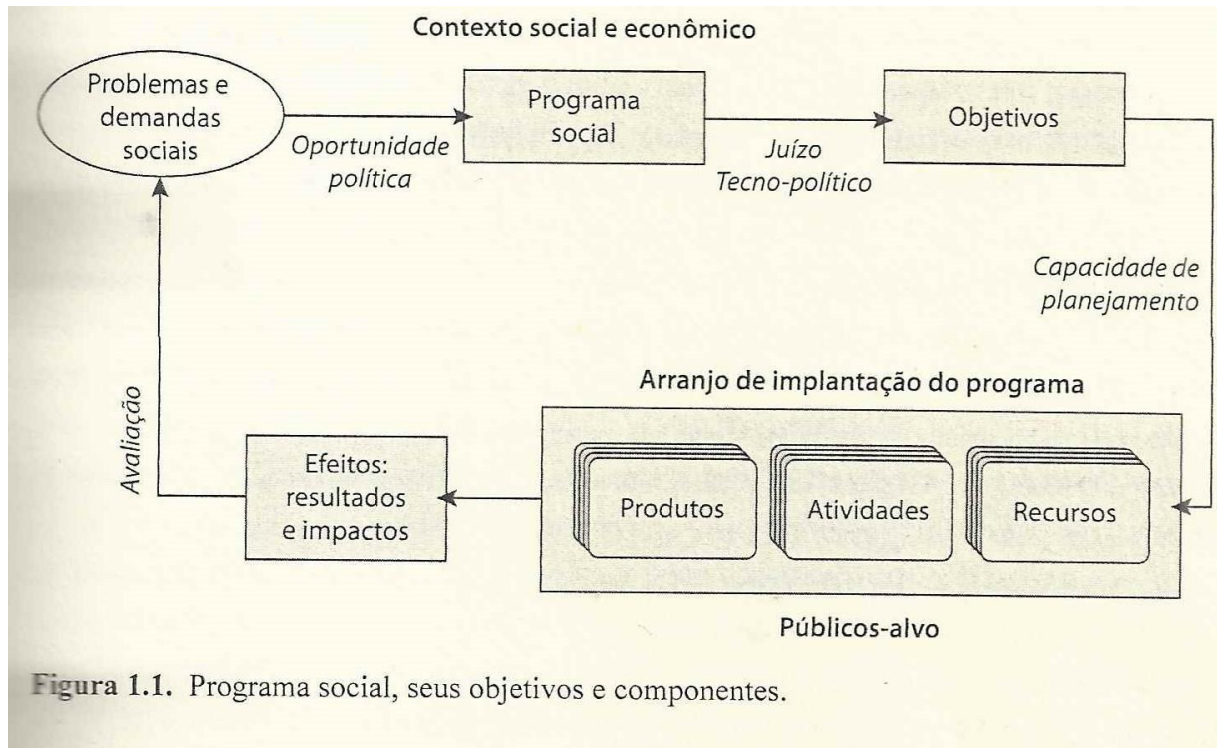 Contexto social e econômico
Problemas e
demandas
sociais
Oportunidade
política
Programa
social
Juízo
Tecno-político
Objetivos
Capacidade de
planejamento
Arranjo de implantação do programa
Recursos
Atividades
Produtos
Públicos-alvo
Efeitos:
resultados
e impactos
Avaliação
Figura 1.1. Programa social, seus objetivos e componentes.